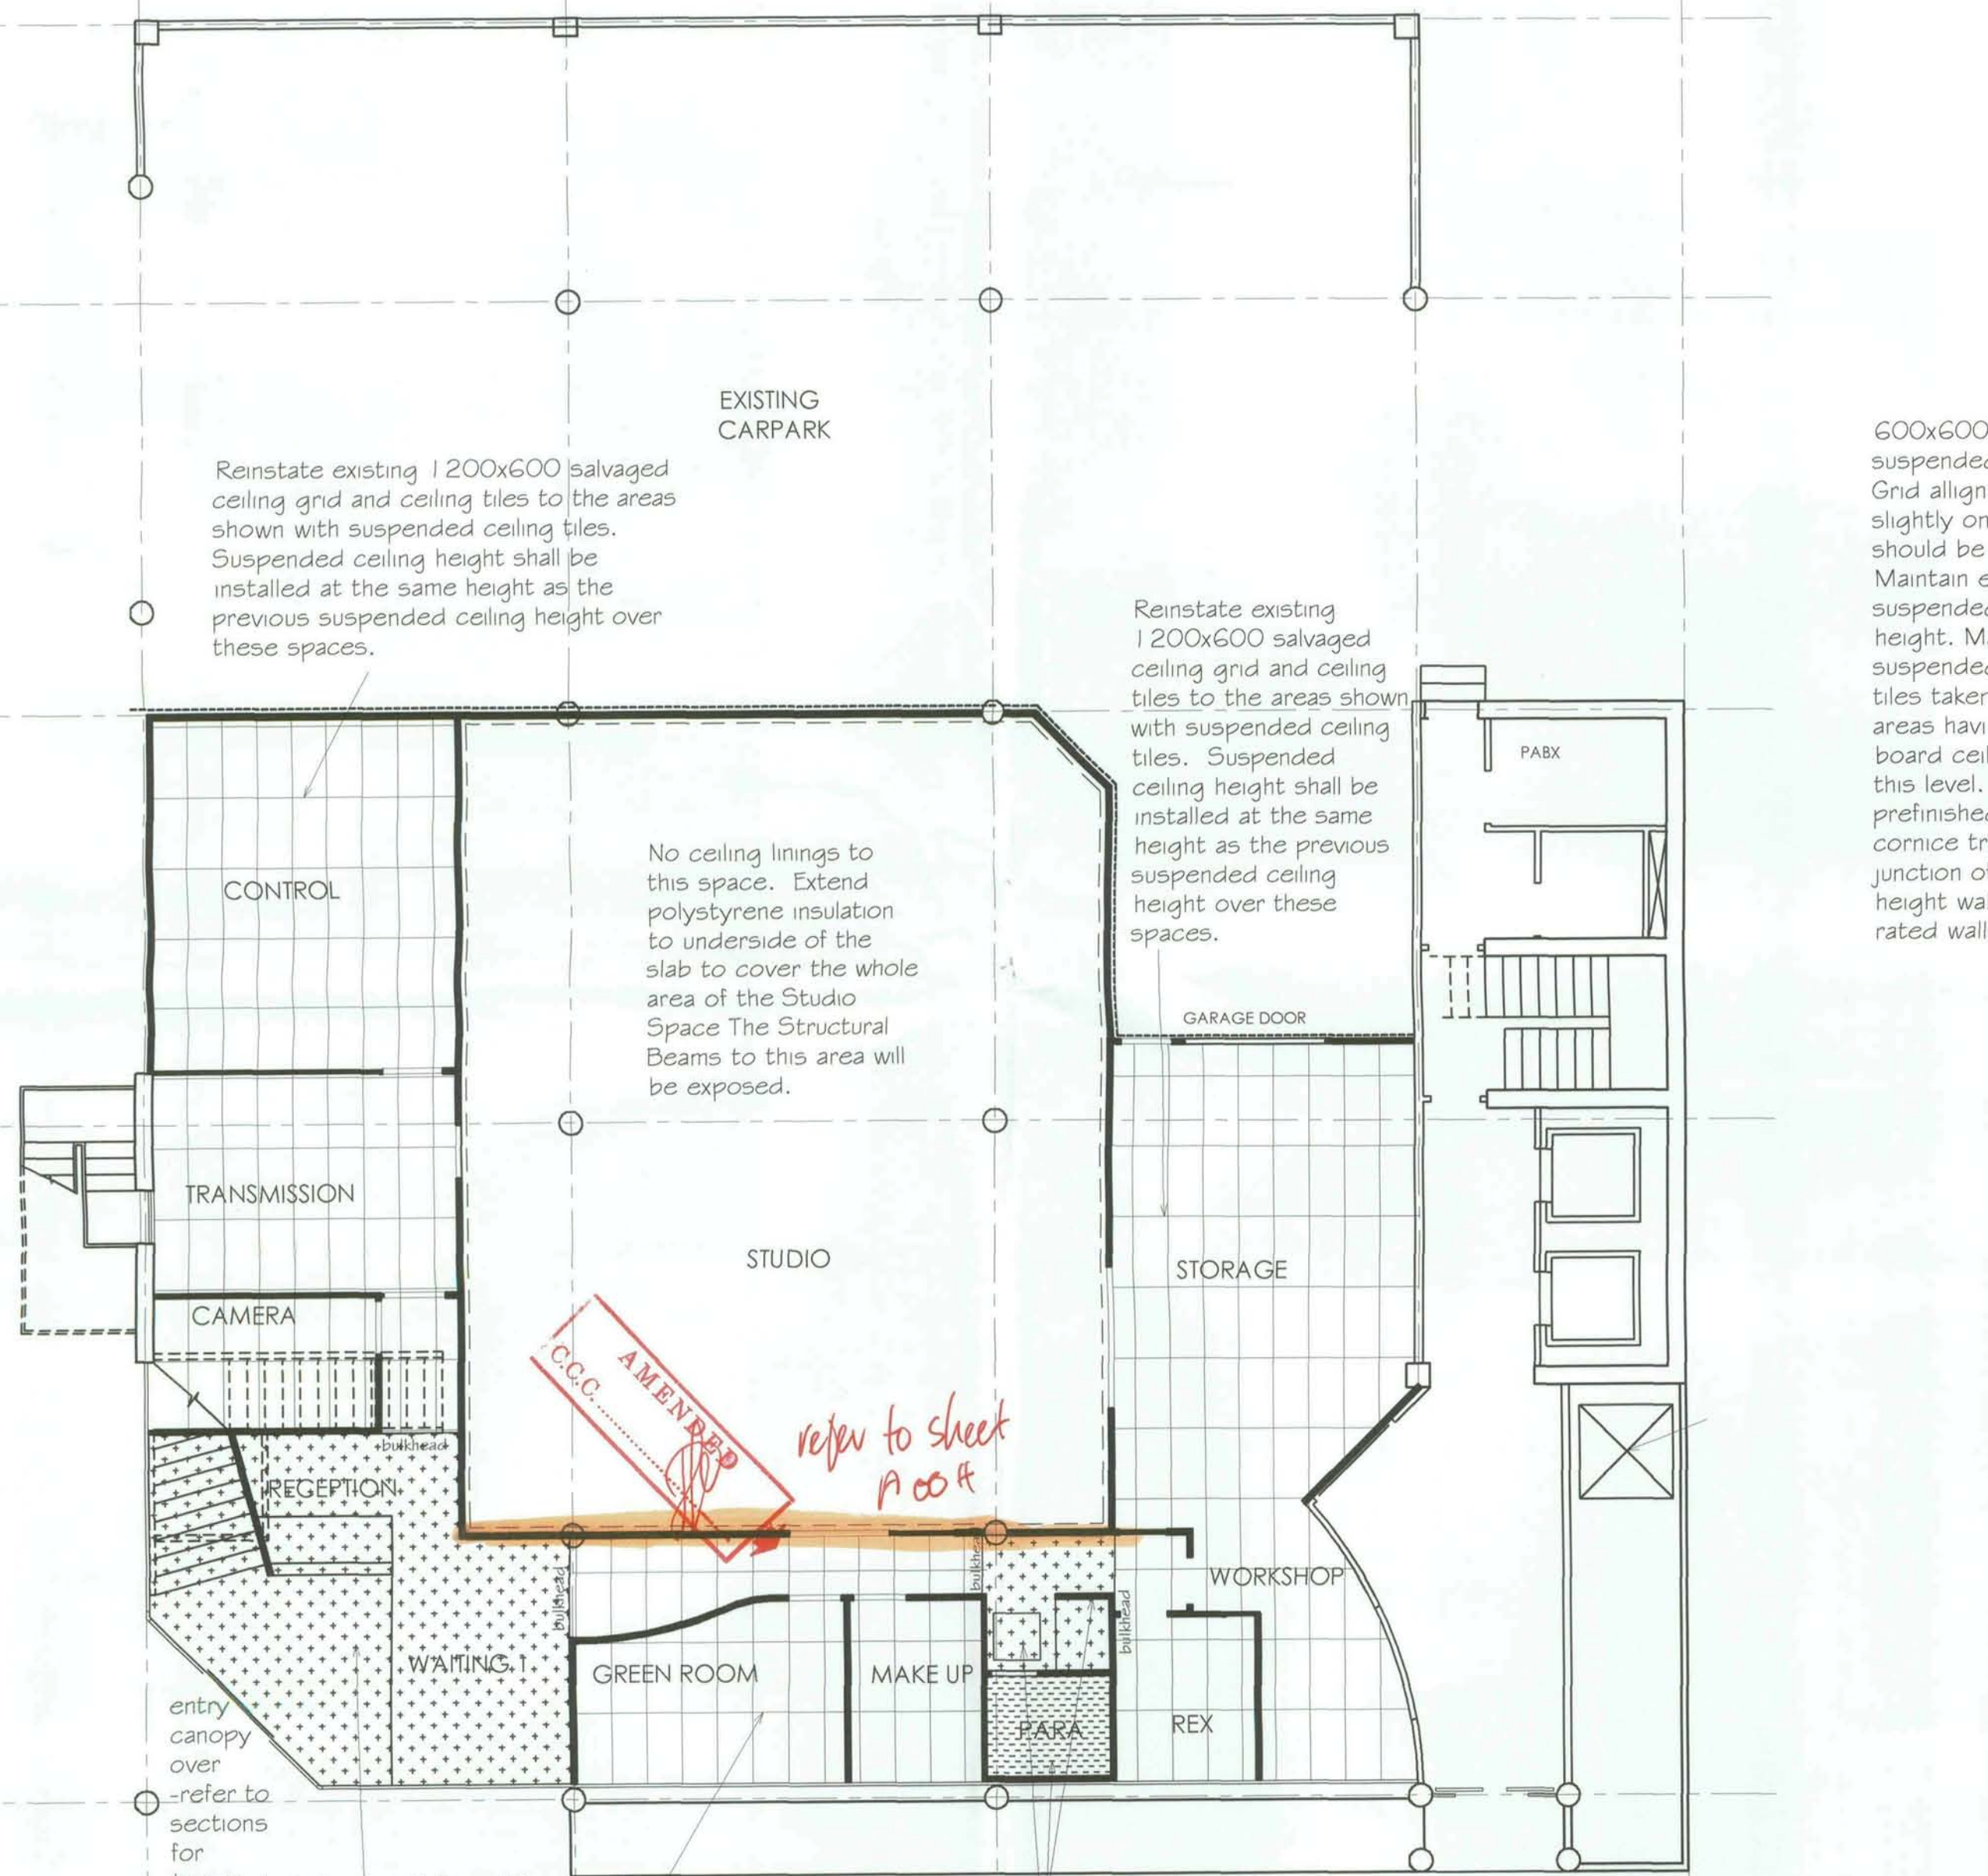 EXISTING
CARPARK
Reinstate existing 1200x600 salvaged
ceiling grid and ceiling tiles to the areas
shown with suspended ceiling tiles.
Suspended ceiling height shall be
installed at the same height as the
previous suspended ceiling height over
these spaces.
Reinstate existing
1200x600 salvaged
ceiling grid and ceiling
tiles to the areas shown
with suspended ceiling
tiles. Suspended
ceiling height shall be
installed at the same
height as the previous
suspended ceiling
height over these
spaces.
600x600
suspended
Grid allign
slightly on
should be
Maintain e
suspended
height. M
suspended
tiles taken
areas havi
board ceil
this level.
prefinished
cornice tr
junction of
height wal
rated wall
PABX
CONTROL
No ceiling linings to
this space. Extend
polystyrene insulation
to underside of the
slab to cover the whole
area of the Studio
Space The Structural
Beams to this area will
be exposed.
GARAGE DOOR
TRANSMISSION
STUDIO
STORAGE
CAMERA
AMENDED
C.C.C.
refer to sheet
bulkhead
RECEPTION
bulkhead
bulkhead
bulkhead
WORKSHOP
WAITING 1
GREEN ROOM
MAKE UP
PARA
REX
entry
canopy
over
-refer to
sections
for